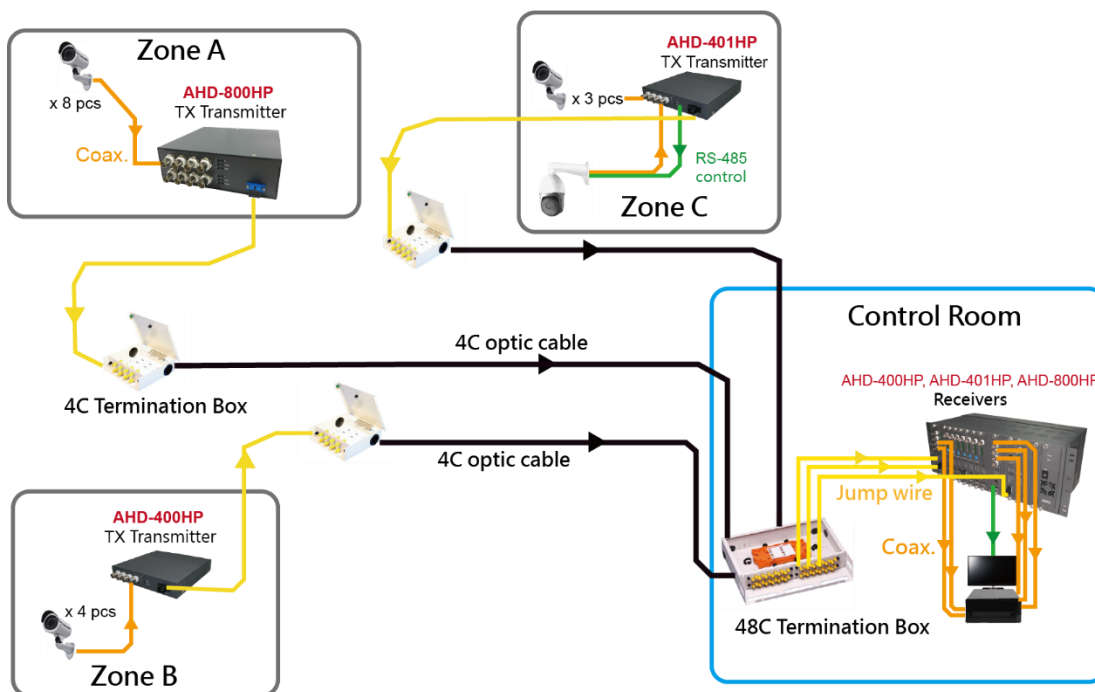 Zone A
AHD-800HP
TX Transmitter
x 8 pcs
Coax.
AHD-401HP
TX Transmitter
x 3 pcs
RS-485
control
Zone C
4C optic cable
4C Termination Box
4C optic cable
AHD-400HP
TX Transmitter
x 4 pcs
Zone B
Control Room
AHD-400HP, AHD-401HP, AHD-800HP
Receivers
Jump wire
Coax.
48C Termination Box